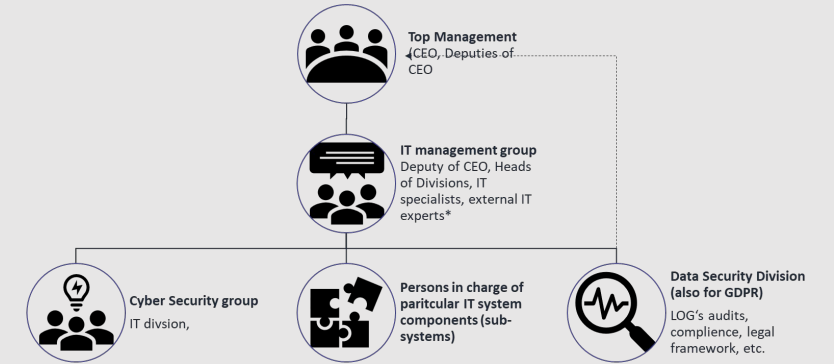 Top Management
(CEO, Deputies of
CEO
IT management group
Deputy of CEO, Heads
of Divisions, IT
specialists, external IT
experts*
Cyber Security group
IT divsion,
Persons in charge of
paritcular IT system
components (sub-
systems)
Data Security Division
(also for GDPR)
LOG's audits,
complience, legal
framework, etc.